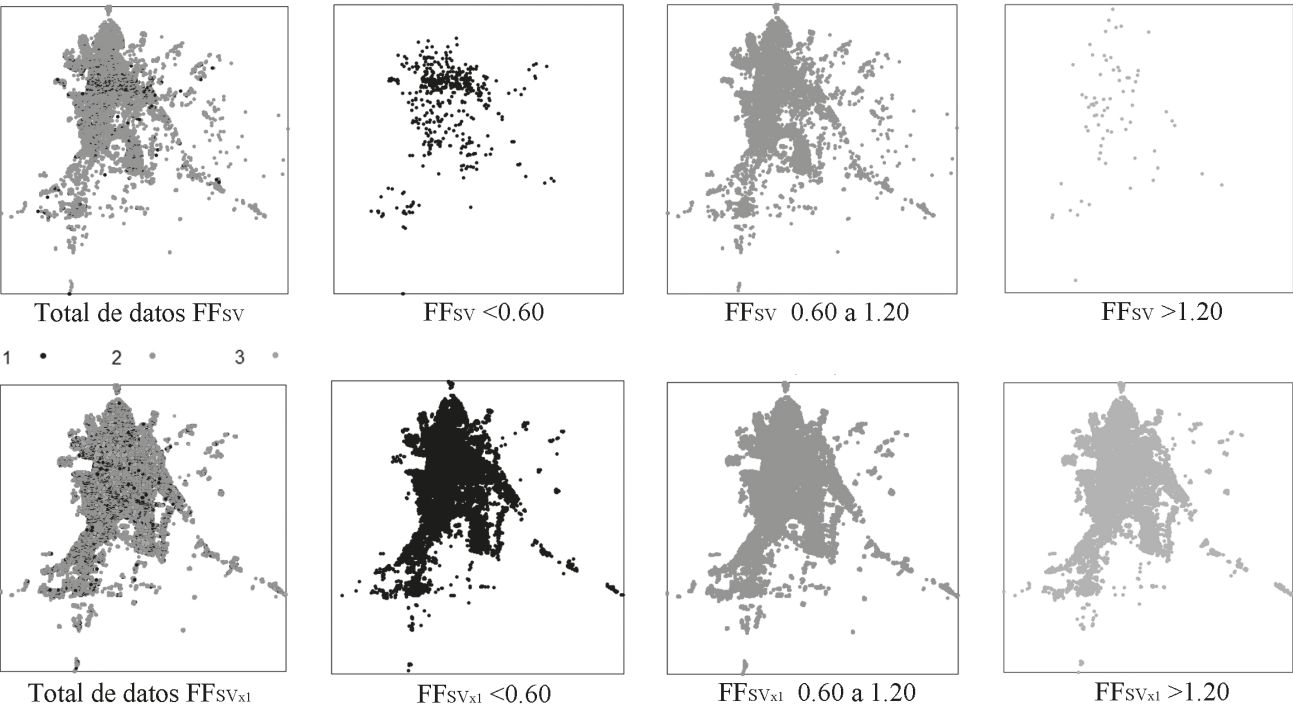 Total de datos FFSV
FFSV <0.60
FFSV 0.60 a 1.20
FFSV >1.20
1 2 3
Total de datos FFSVx1
FFSVx1 <0.60
FFSVx1 0.60 a 1.20
FFSVx1 >1.20